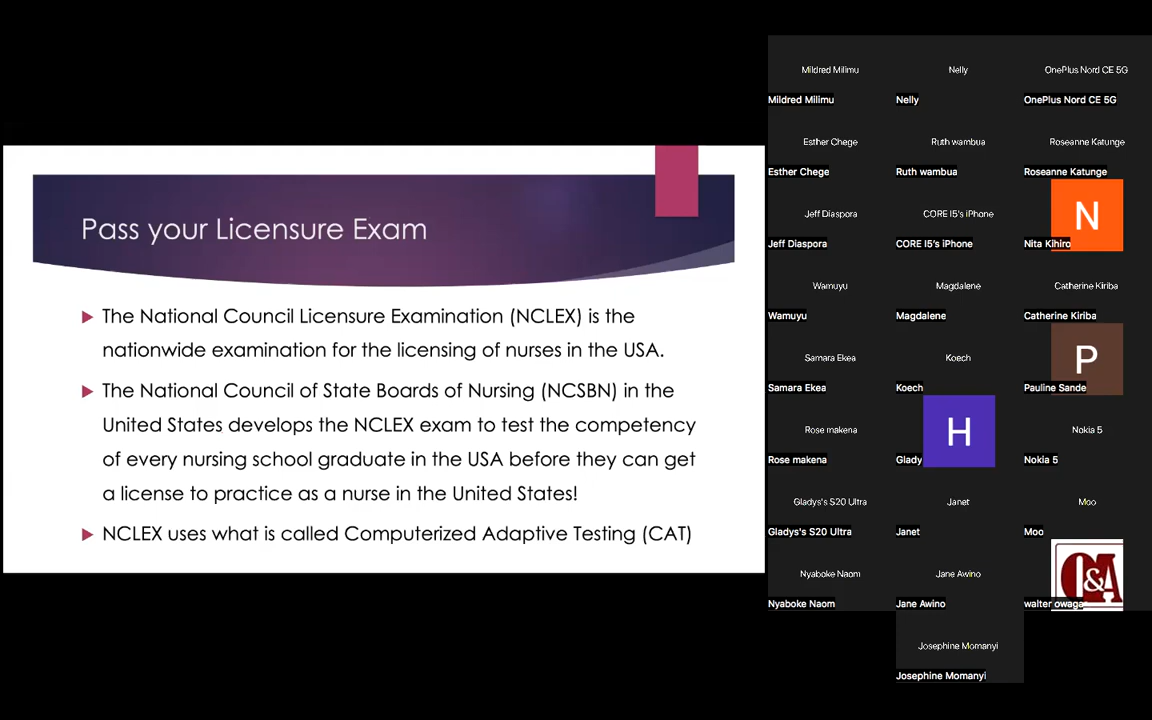 Pass your Licensure Exam
The National Council Licensure Examination (NCLEX) is the
nationwide examination for the licensing of nurses in the USA.
The National Council of State Boards of Nursing (NCSBN) in the
United States develops the NCLEX exam to test the competency
of every nursing school graduate in the USA before they can get
a license to practice as a nurse in the United States!
NCLEX uses what is called Computerized Adaptive Testing (CAT)
Mildred Milimu
Mildred Milimu
Nelly
Nelly
OnePlus Nord CE 5G
OnePlus Nord CE 5G
Esther Chege
Esther Chege
Ruth wambua
Ruth wambua
Roseanne Katunge
Roseanne Katunge
Jeff Diaspora
Jeff Diaspora
CORE I5's iPhone
CORE I5's iPhone
N
Nita Kihiro
Wamuyu
Wamuyu
Magdalene
Magdalene
Catherine Kiriba
Catherine Kiriba
Samara Ekea
Samara Ekea
Koech
Koech
P
Pauline Sande
Rose makena
Rose makena
H
Glady
Nokia 5
Nokia 5
Gladys's S20 Ultra
Gladys's S20 Ultra
Janet
Janet
Moo
Moo
Nyaboke Naom
Nyaboke Naom
Jane Awino
Jane Awino
O&A
walter owaga
Josephine Momanyi
Josephine Momanyi